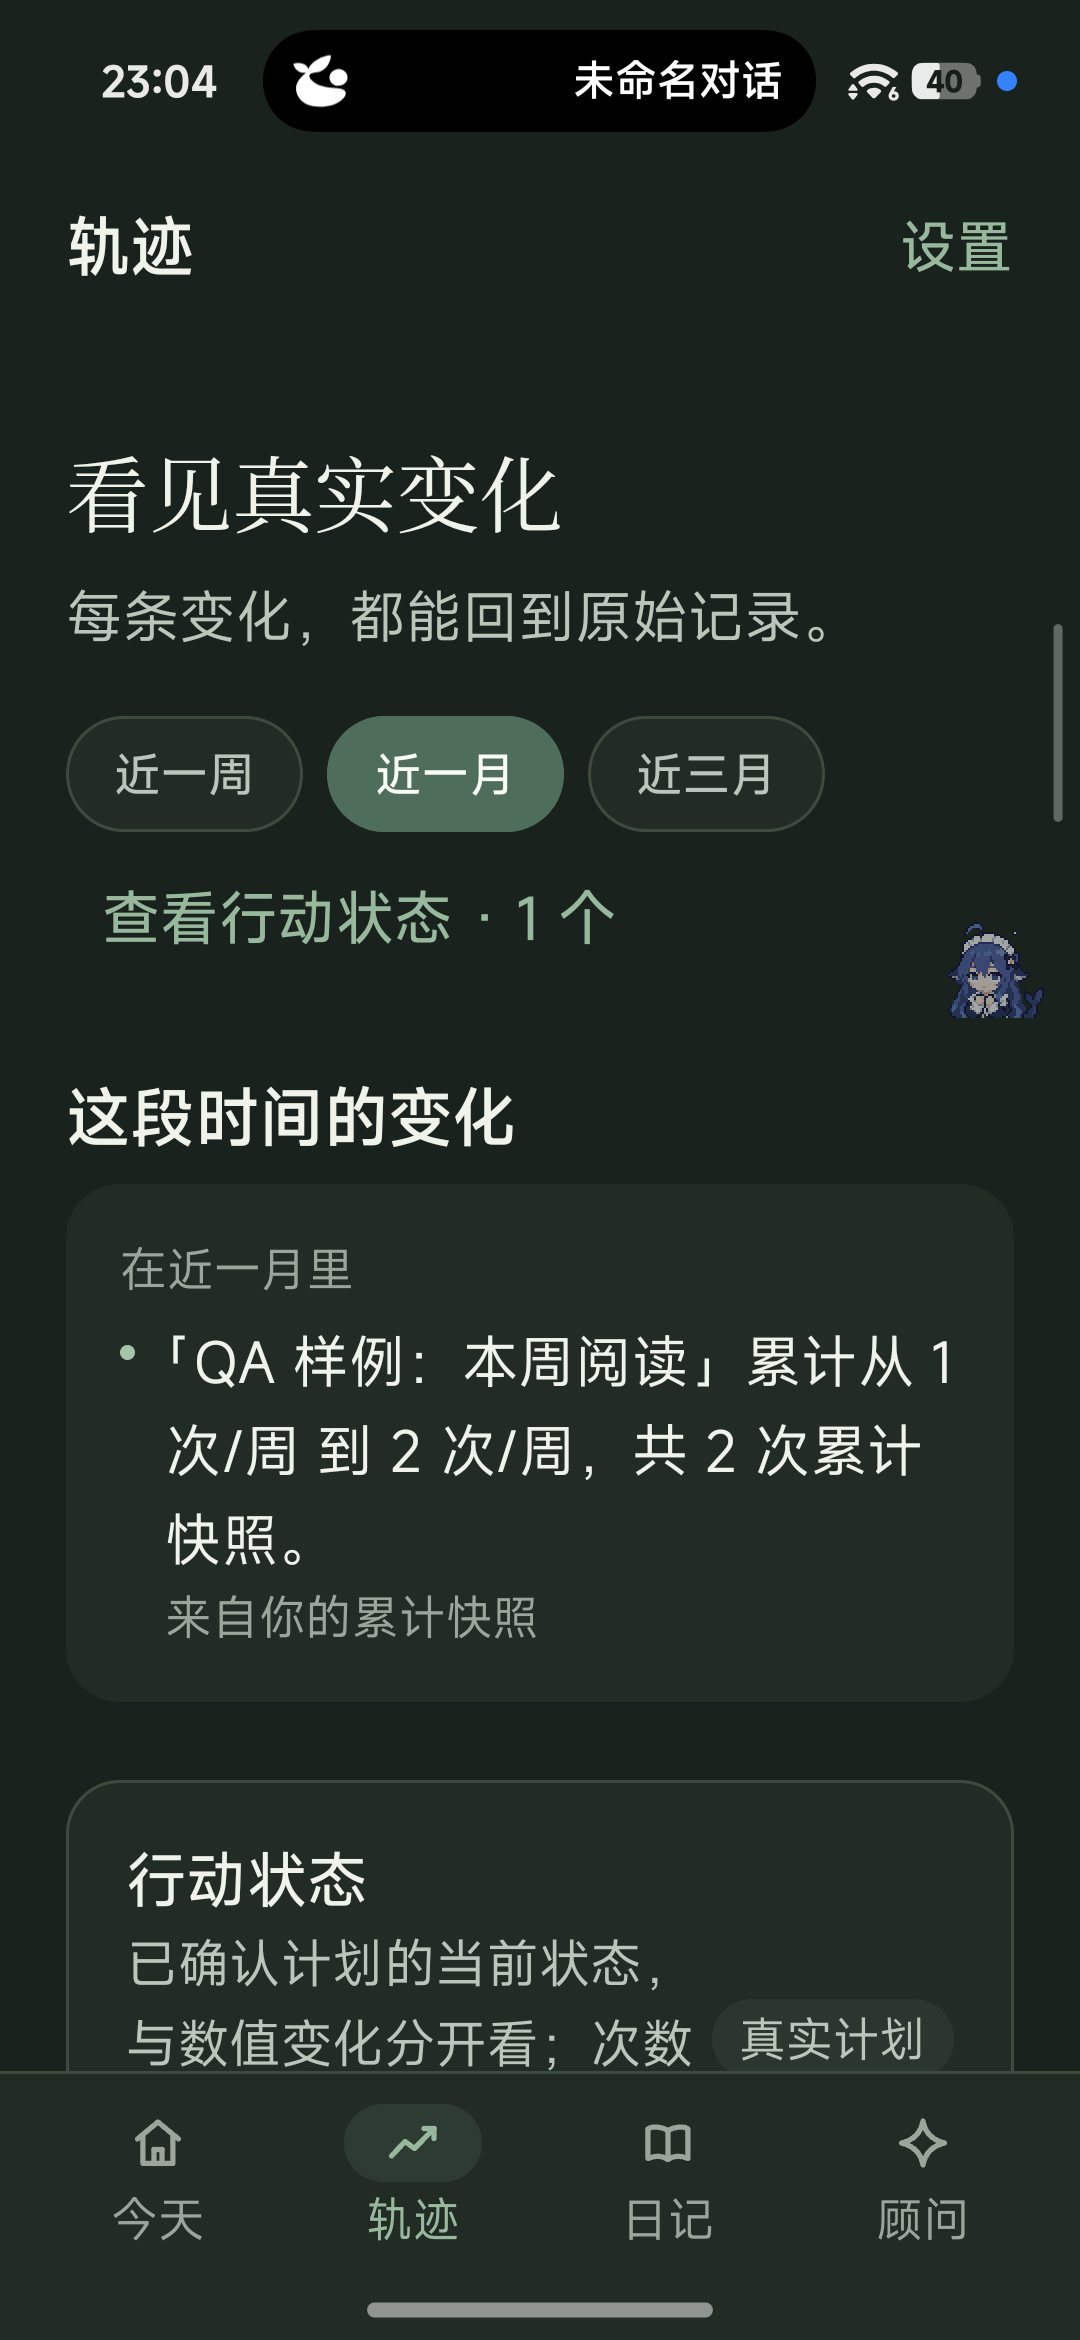 23:04
未命名对话
6
40
轨迹
设置
看见真实变化
每条变化，都能回到原始记录。
近一周
近一月
近三月
查看行动状态 · 1 个
这段时间的变化
在近一月里
「QA 样例：本周阅读」累计从 1
次/周 到 2 次/周，共 2 次累计
快照。
来自你的累计快照
行动状态
已确认计划的当前状态，
与数值变化分开看；次数
真实计划
今天
轨迹
日记
顾问